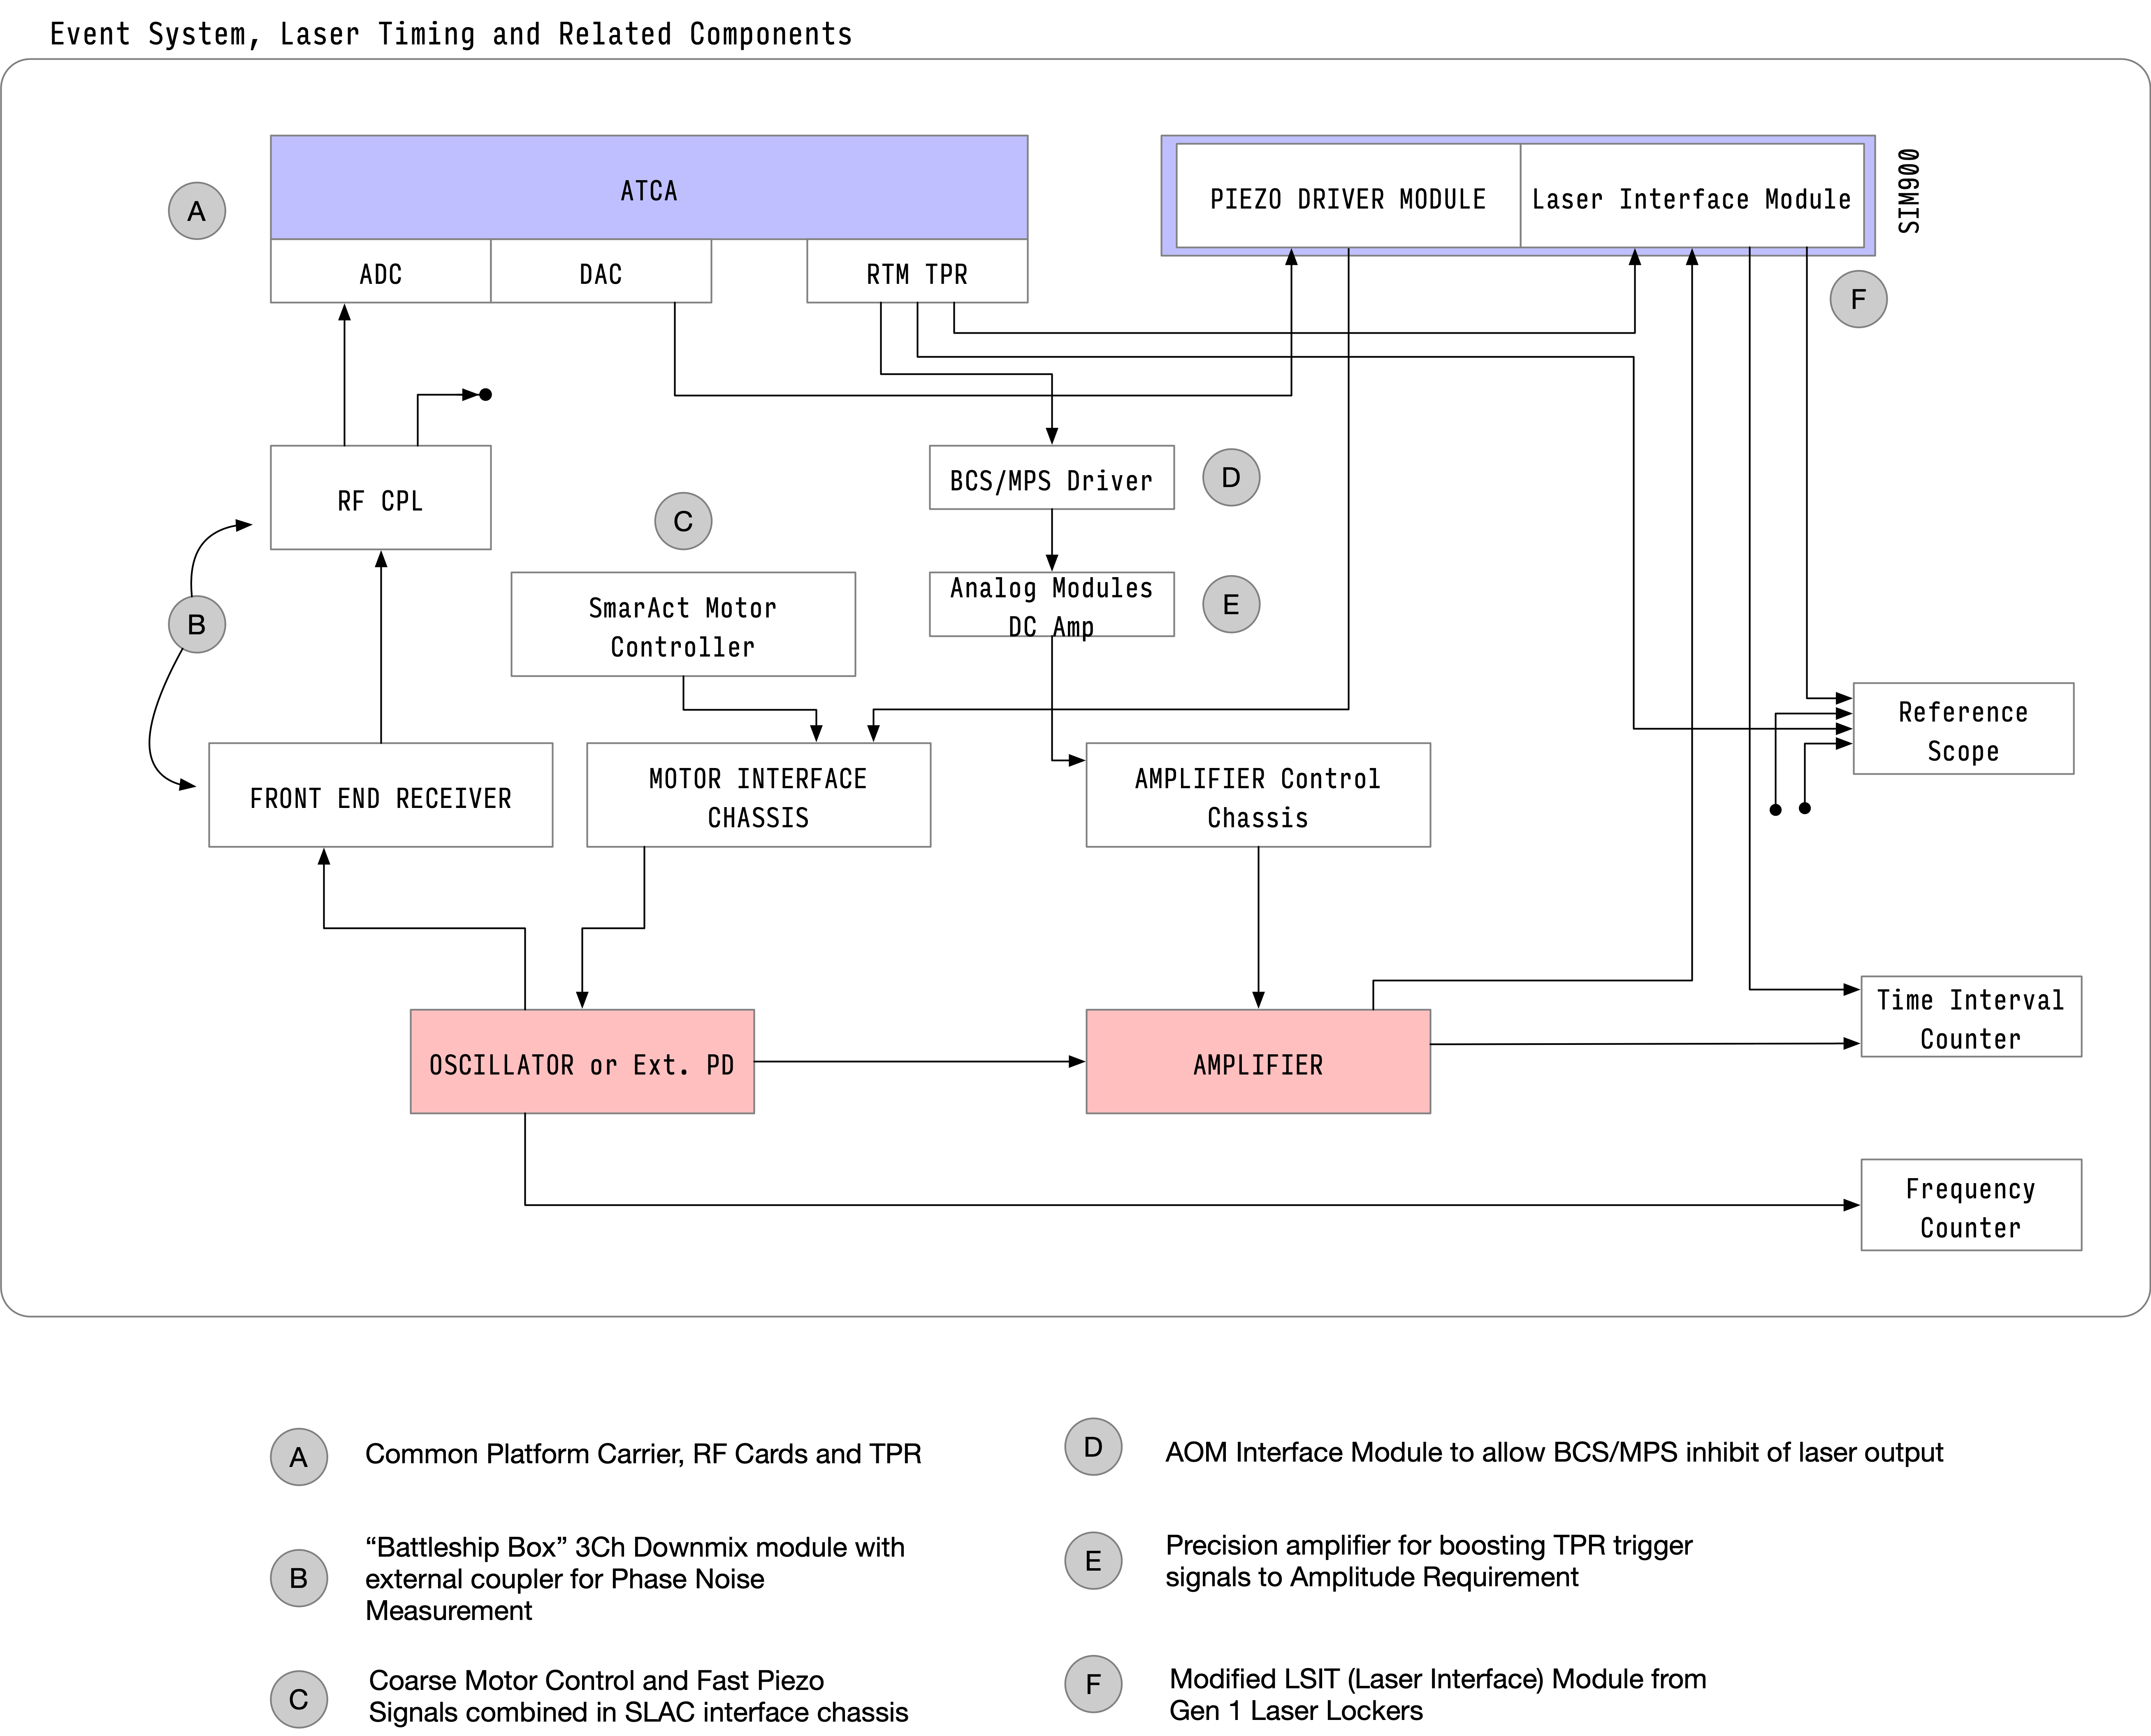 Event System, Laser Timing and Related Components
A
ATCA
ADC
DAC
RTM TPR
PIEZO DRIVER MODULE
Laser Interface Module
SIM900
F
RF CPL
BCS/MPS Driver
D
C
B
SmarAct Motor
Controller
Analog Modules
DC Amp
E
Reference
Scope
FRONT END RECEIVER
MOTOR INTERFACE
CHASSIS
AMPLIFIER Control
Chassis
Time Interval
Counter
OSCILLATOR or Ext. PD
AMPLIFIER
Frequency
Counter
A
Common Platform Carrier, RF Cards and TPR
B
“Battleship Box” 3Ch Downmix module with
external coupler for Phase Noise
Measurement
C
Coarse Motor Control and Fast Piezo
Signals combined in SLAC interface chassis
D
AOM Interface Module to allow BCS/MPS inhibit of laser output
E
Precision amplifier for boosting TPR trigger
signals to Amplitude Requirement
F
Modified LSIT (Laser Interface) Module from
Gen 1 Laser Lockers